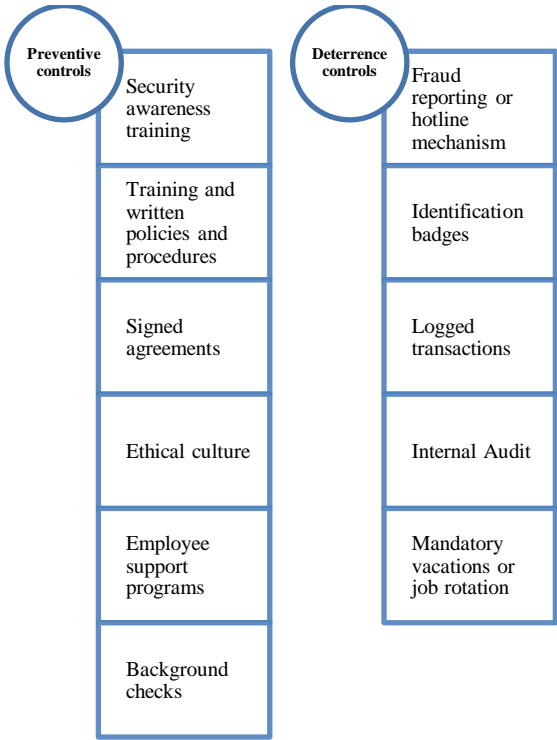 Preventive
controls
Security
awareness
training
Training and
written
policies and
procedures
Signed
agreements
Ethical culture
Employee
support
programs
Background
checks
Deterrence
controls
Fraud
reporting or
hotline
mechanism
Identification
badges
Logged
transactions
Internal Audit
Mandatory
vacations or
job rotation